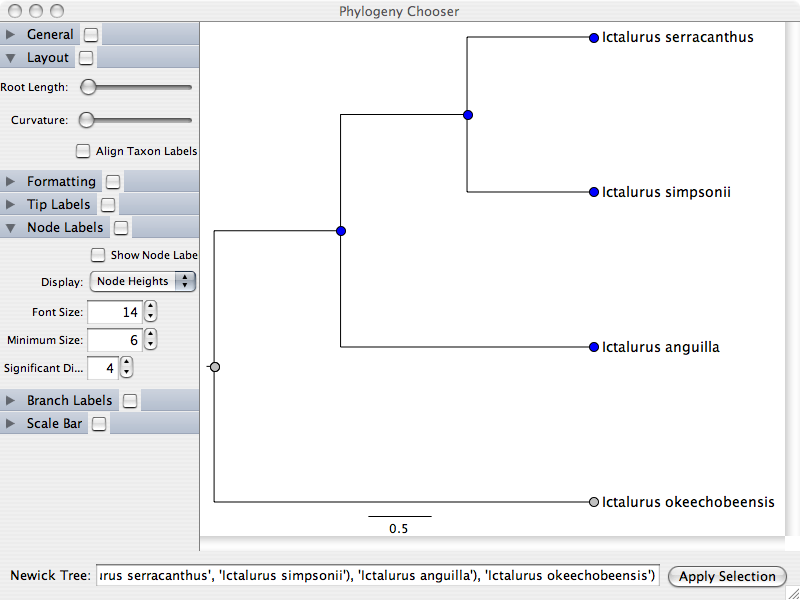 Phylogeny Chooser
General
Layout
Root Length:
Curvature:
Align Taxon Labels
Formatting
Tip Labels
Node Labels
Show Node Labe
Display: Node Heights
Font Size: 14
Minimum Size: 6
Significant Di... 4
Branch Labels
Scale Bar
Ictalurus serracanthus
Ictalurus simpsonii
Ictalurus anguilla
Ictalurus okeechobeensis
0.5
Newick Tree: urus serracanthus', 'Ictalurus simpsonii'), 'Ictalurus anguilla'), 'Ictalurus okeechobeensis') Apply Selection